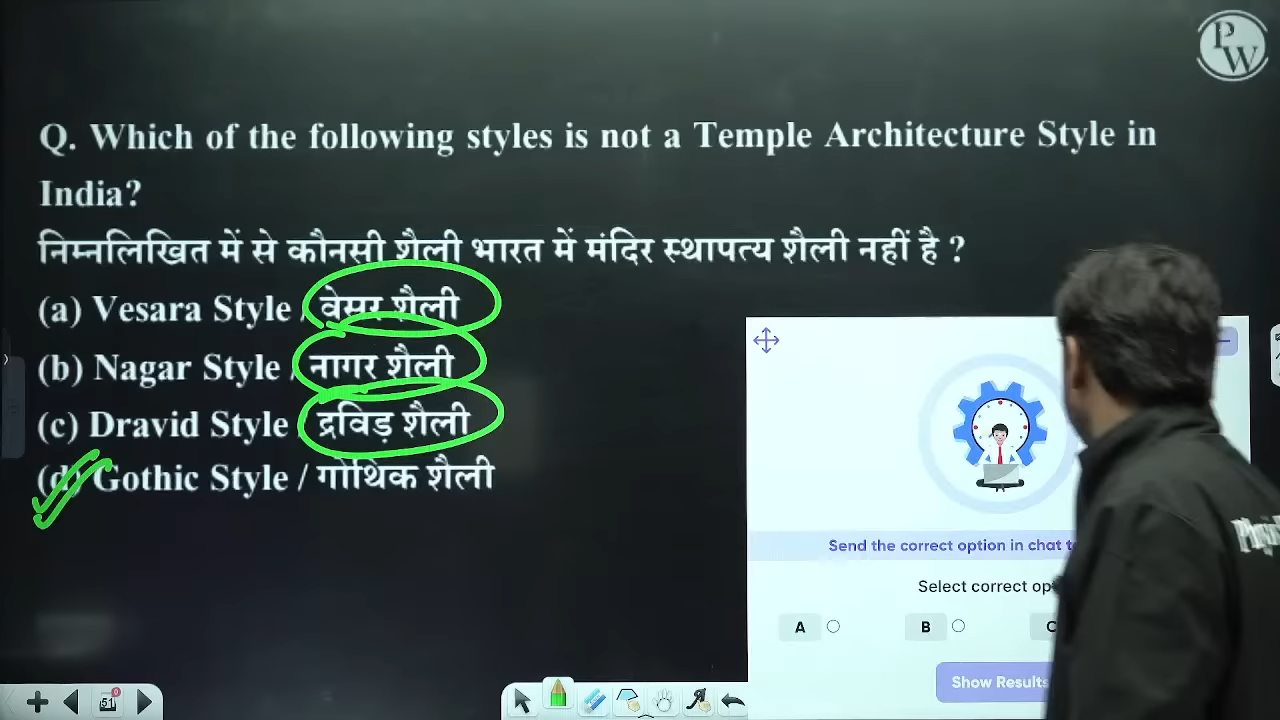 PW
Q. Which of the following styles is not a Temple Architecture Style in
India?
निम्नलिखित में से कौनसी शैली भारत में मंदिर स्थापत्य शैली नहीं है ?
(a) Vesara Style / वेसर शैली
(b) Nagar Style / नागर शैली
(c) Dravid Style / द्रविड़ शैली
(d) Gothic Style / गोथिक शैली
Send the correct option in chat
Select correct
A
B
C
Show Results
51
0